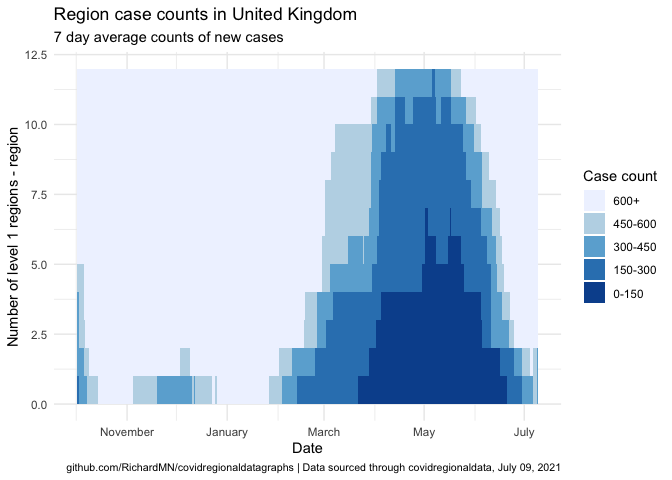 Region case counts in United Kingdom
7 day average counts of new cases
12.5
10.0
7.5
5.0
2.5
0.0
Number of level 1 regions - region
November
January
March
May
July
Date
Case count
600+
450-600
300-450
150-300
0-150
github.com/RichardMN/covidregionaldatagraphs | Data sourced through covidregionaldata, July 09, 2021